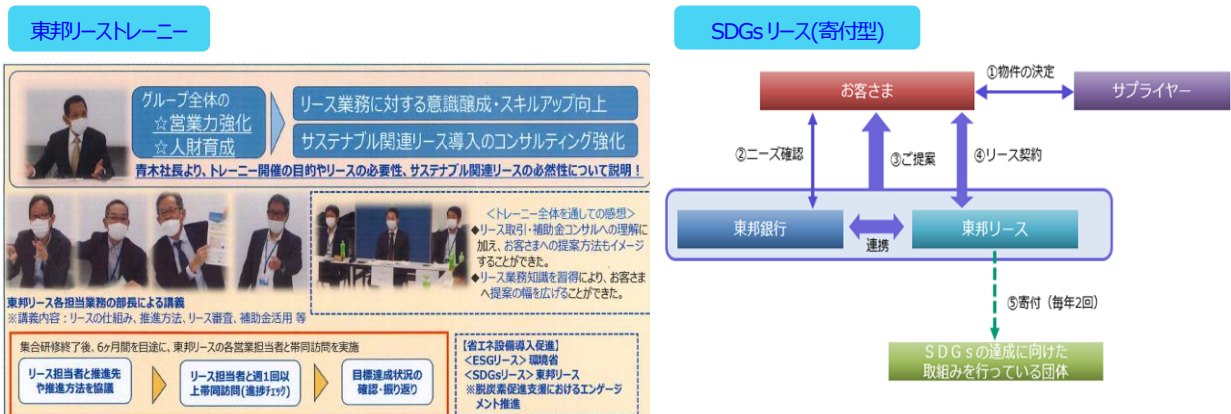 東邦リーストレーニー
グループ全体の
☆営業力強化
☆人財育成
リース業務に対する意識醸成・スキルアップ向上
サステナブル関連リース導入のコンサルティング強化
青木社長より、トレーニー開催の目的やリースの必要性、サステナブル関連リースの必然性について説明！
＜トレーニー全体を通しての感想＞
◆リース取引・補助金コンサルへの理解に
加え、お客さまへの提案方法もイメージ
することができた。
◆リース業務知識を習得により、お客さま
へ提案の幅を広げることができた。
東邦リース各担当業務の部長による講義
※講義内容：リースの仕組み、推進方法、リース審査、補助金活用 等
集合研修終了後、6ヶ月間を目途に、東邦リースの各営業担当者と帯同訪問を実施
リース担当者と推進先
や推進方法を協議
リース担当者と週1回以
上帯同訪問(進捗ﾁｪｯｸ)
目標達成状況の
確認・振り返り
【省エネ設備導入促進】
＜ESGリース＞環境省
＜SDGsリース＞東邦リース
※脱炭素促進支援におけるエンゲージ
メント推進
SDGsリース(寄付型)
お客さま
①物件の決定
サプライヤー
②ニーズ確認
③ご提案
④リース契約
東邦銀行
連携
東邦リース
⑤寄付（毎年2回）
ＳＤＧｓの達成に向けた
取組みを行っている団体